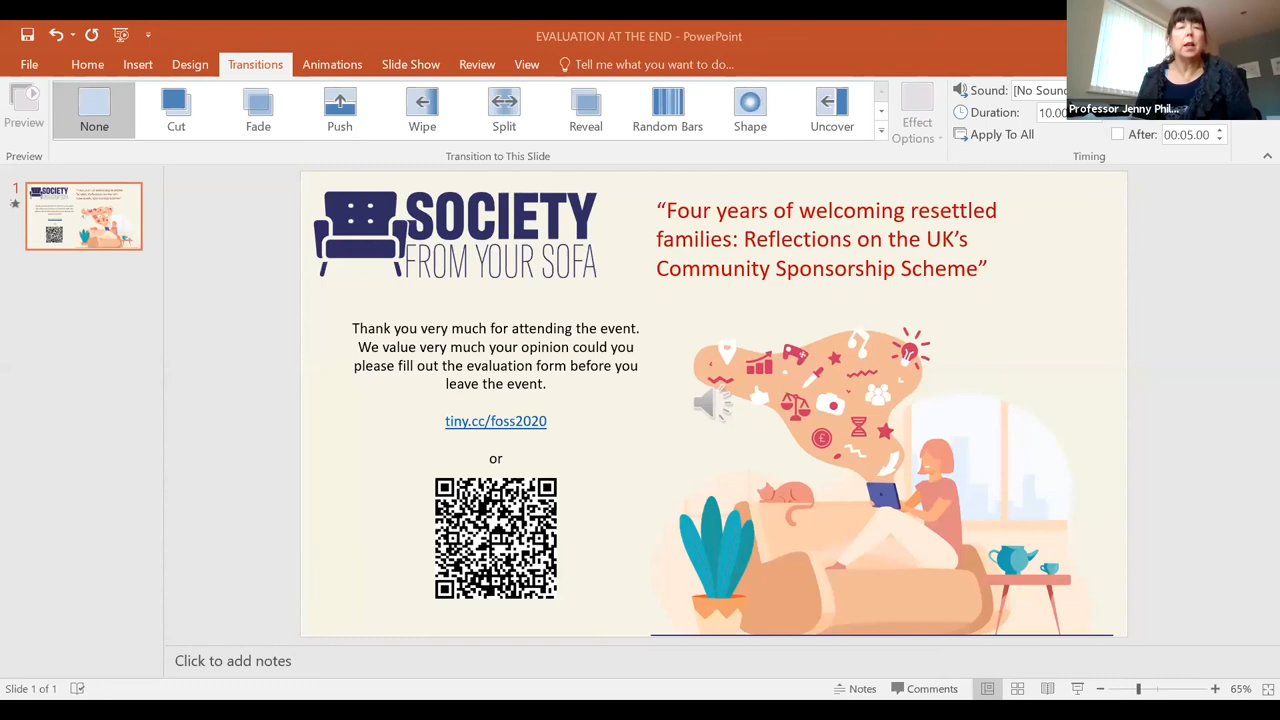 EVALUATION AT THE END - PowerPoint
File Home Insert Design Transitions Animations Slide Show Review View Tell me what you want to do...
Preview None Cut Fade Push Wipe Split Reveal Random Bars Shape Uncover Effect Options
Sound: [No Soun
Duration: 10.00
Professor Jenny Phil...
Apply To All After: 00:05.00
Preview Transition to This Slide Timing
1
SOCIETY
FROM YOUR SOFA
“Four years of welcoming resettled
families: Reflections on the UK’s
Community Sponsorship Scheme”
Thank you very much for attending the event.
We value very much your opinion could you
please fill out the evaluation form before you
leave the event.
tiny.cc/foss2020
or
Click to add notes
Slide 1 of 1 Notes Comments 65%